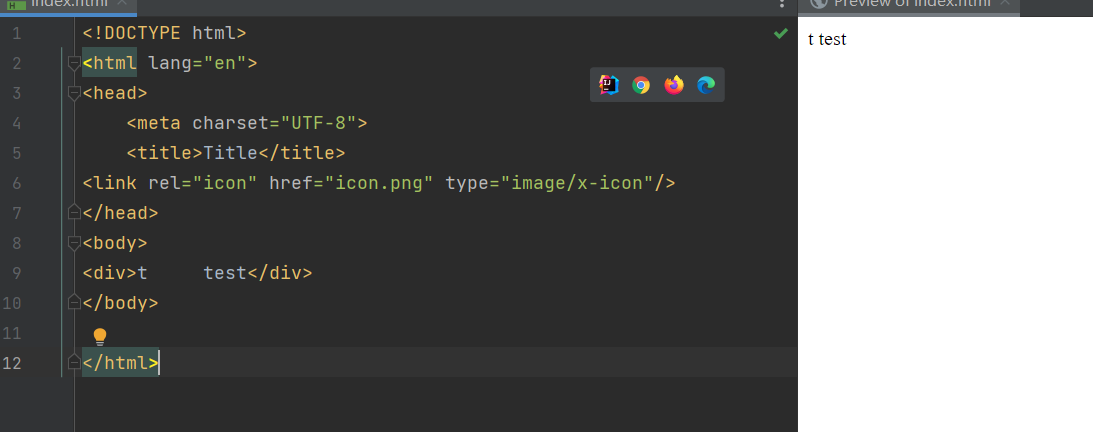 index.html
Preview of index.html
1 <!DOCTYPE html>
2 <html lang="en">
3 <head>
4     <meta charset="UTF-8">
5     <title>Title</title>
6 <link rel="icon" href="icon.png" type="image/x-icon"/>
7 </head>
8 <body>
9 <div>t     test</div>
10 </body>
11
12 </html>
t test